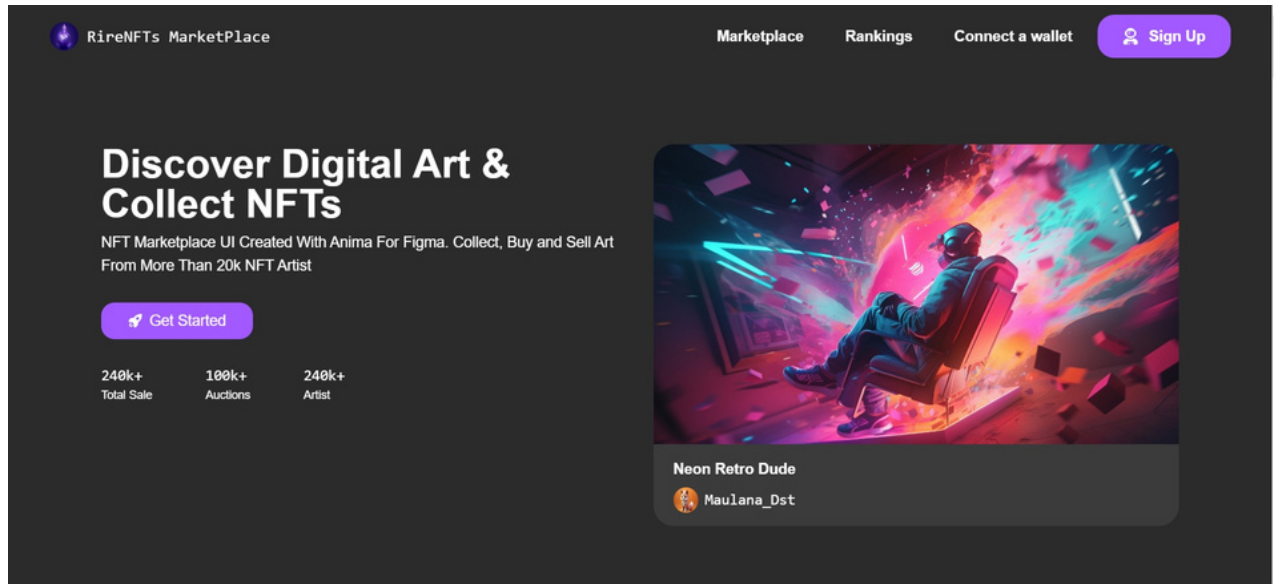 RireNFTs MarketPlace
Marketplace
Rankings
Connect a wallet
Sign Up
Discover Digital Art &
Collect NFTs
NFT Marketplace UI Created With Anima For Figma. Collect, Buy and Sell Art
From More Than 20k NFT Artist
Get Started
240k+
Total Sale
100k+
Auctions
240k+
Artist
Neon Retro Dude
Maulana_Dst